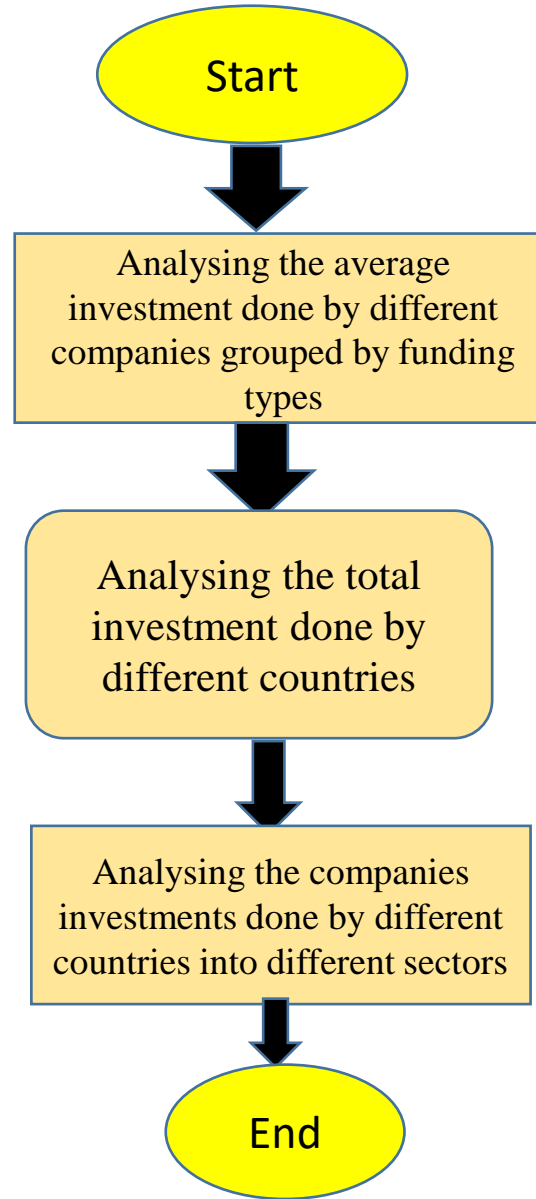 Start
Analysing the average
investment done by different
companies grouped by funding
types
Analysing the total
investment done by
different countries
Analysing the companies
investments done by different
countries into different sectors
End